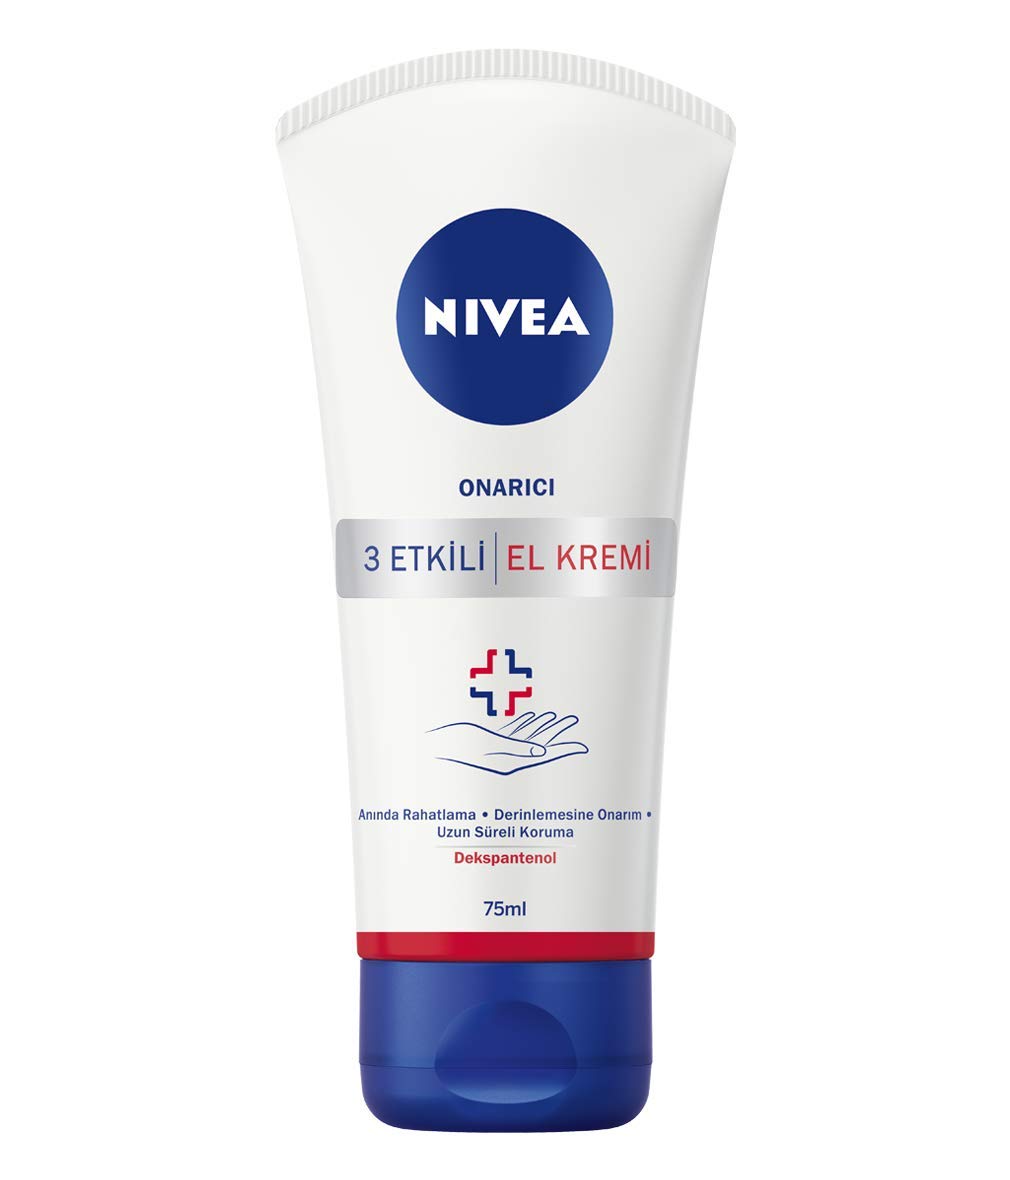 NIVEA
ONARICI
3 ETKİLİ | EL KREMİ
Anında Rahatlama • Derinlemesine Onarım •
Uzun Süreli Koruma
Dekspantenol
75ml